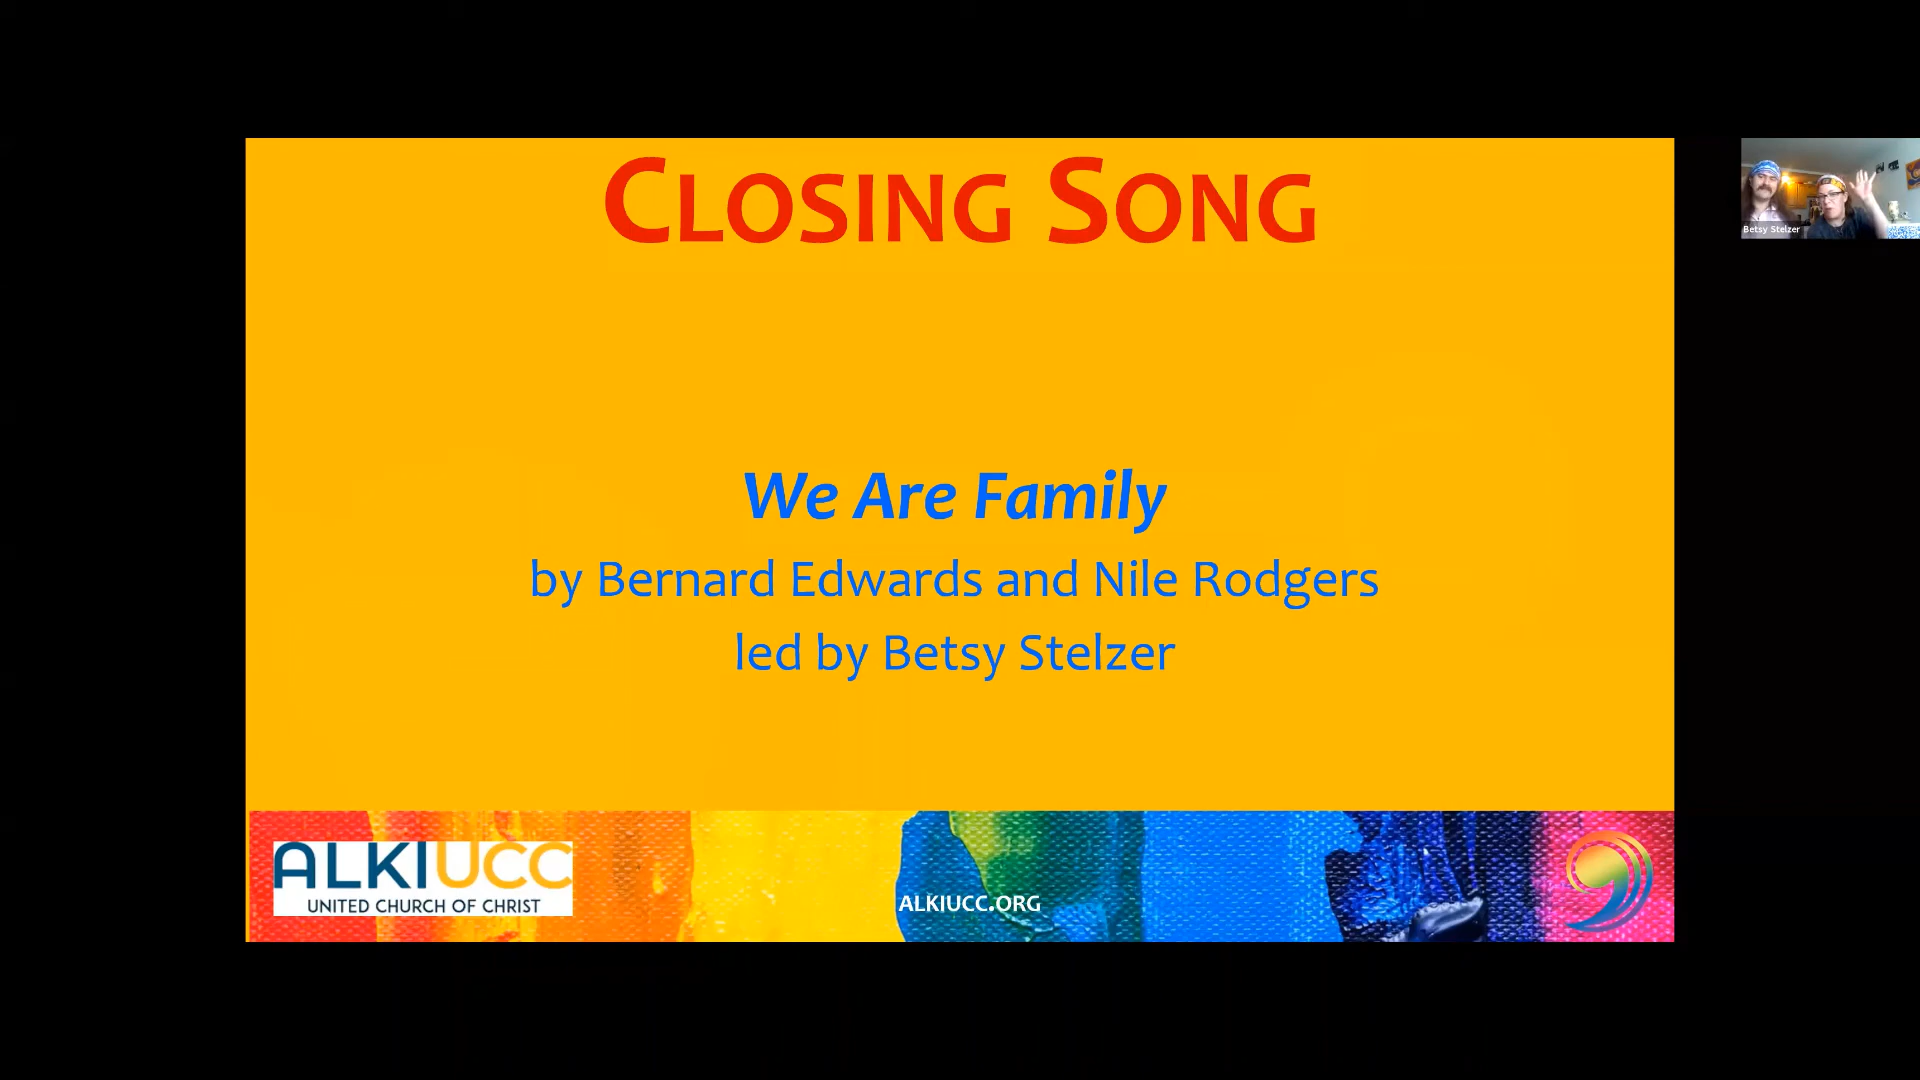 CLOSING SONG
Betsy Stelzer
We Are Family
by Bernard Edwards and Nile Rodgers
led by Betsy Stelzer
ALKIUCC
UNITED CHURCH OF CHRIST
ALKIUCC.ORG